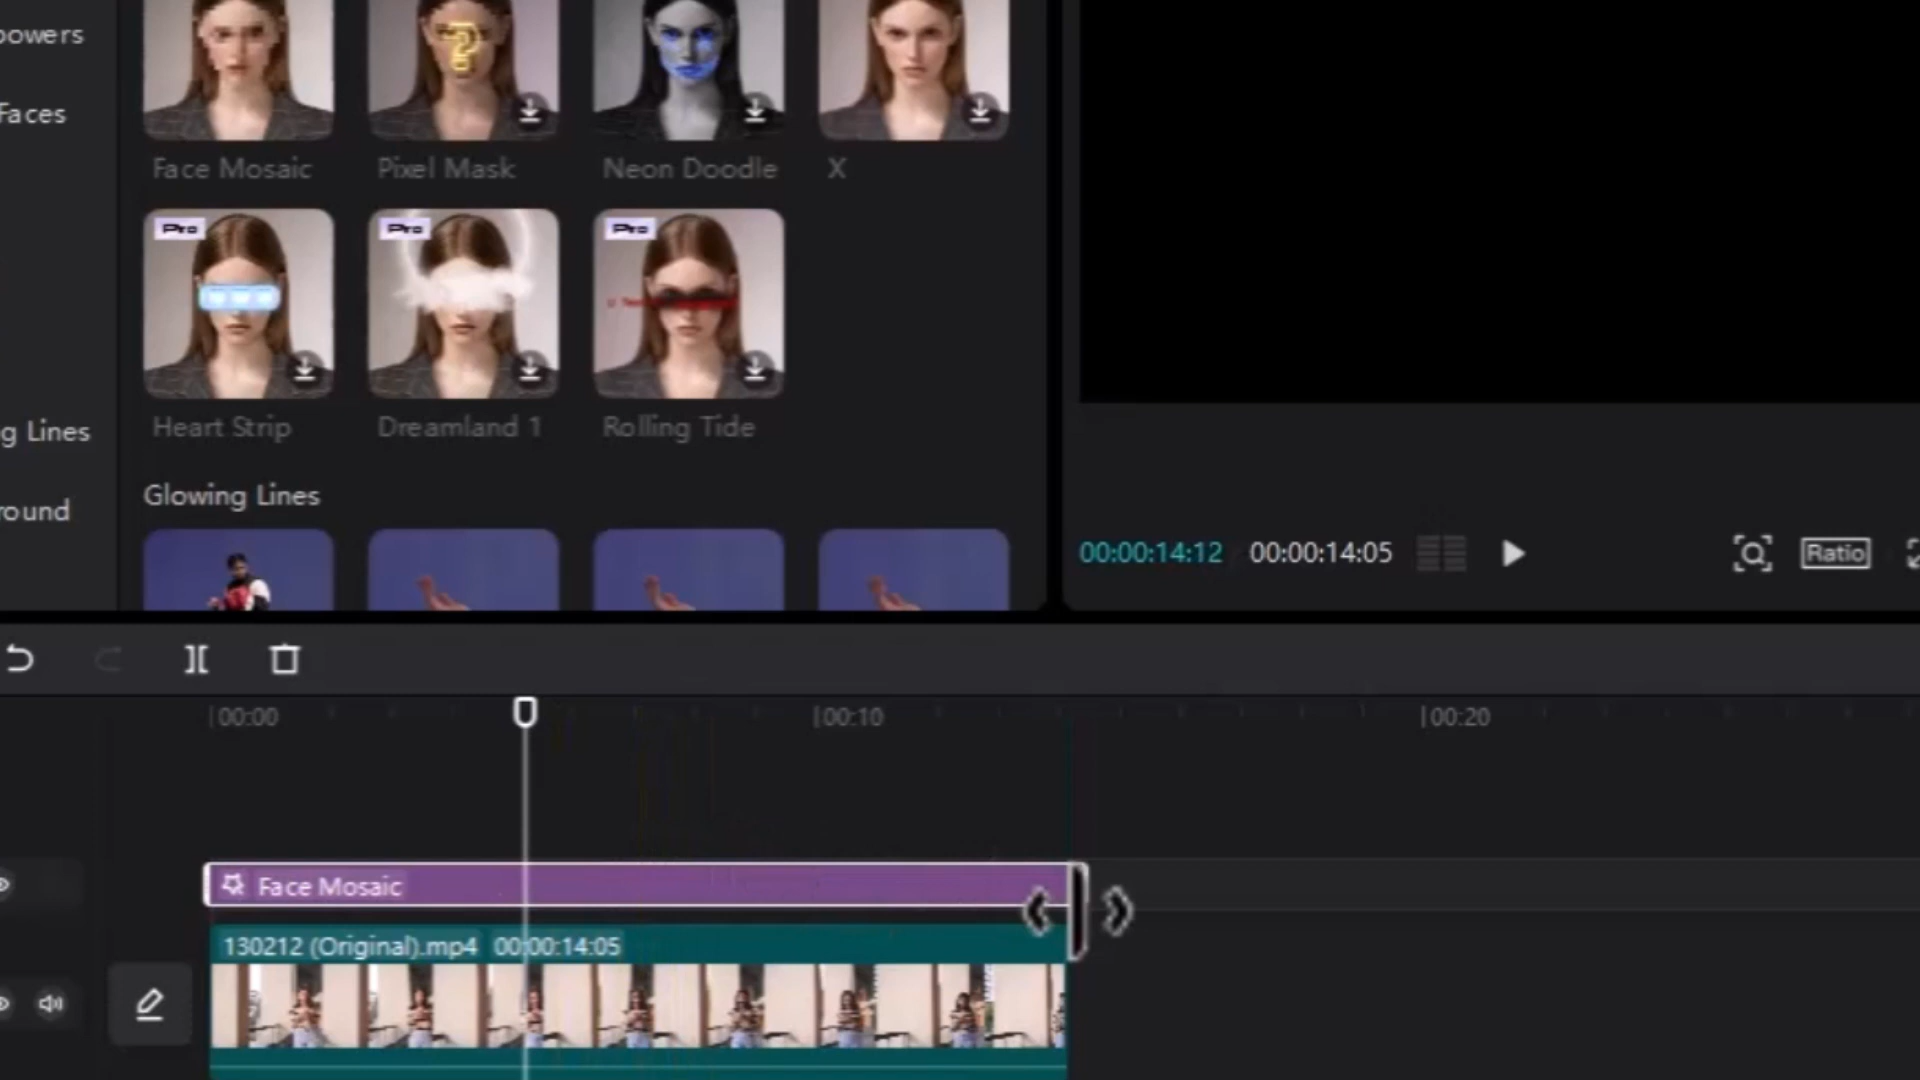 powers
Faces
Face Mosaic
Pixel Mask
Neon Doodle
X
Pro
Pro
Pro
Heart Strip
Dreamland 1
Rolling Tide
g Lines
Glowing Lines
round
00:00:14:12 00:00:14:05
Ratio
00:00
00:10
00:20
Face Mosaic
130212 (Original).mp4 00:00:14:05